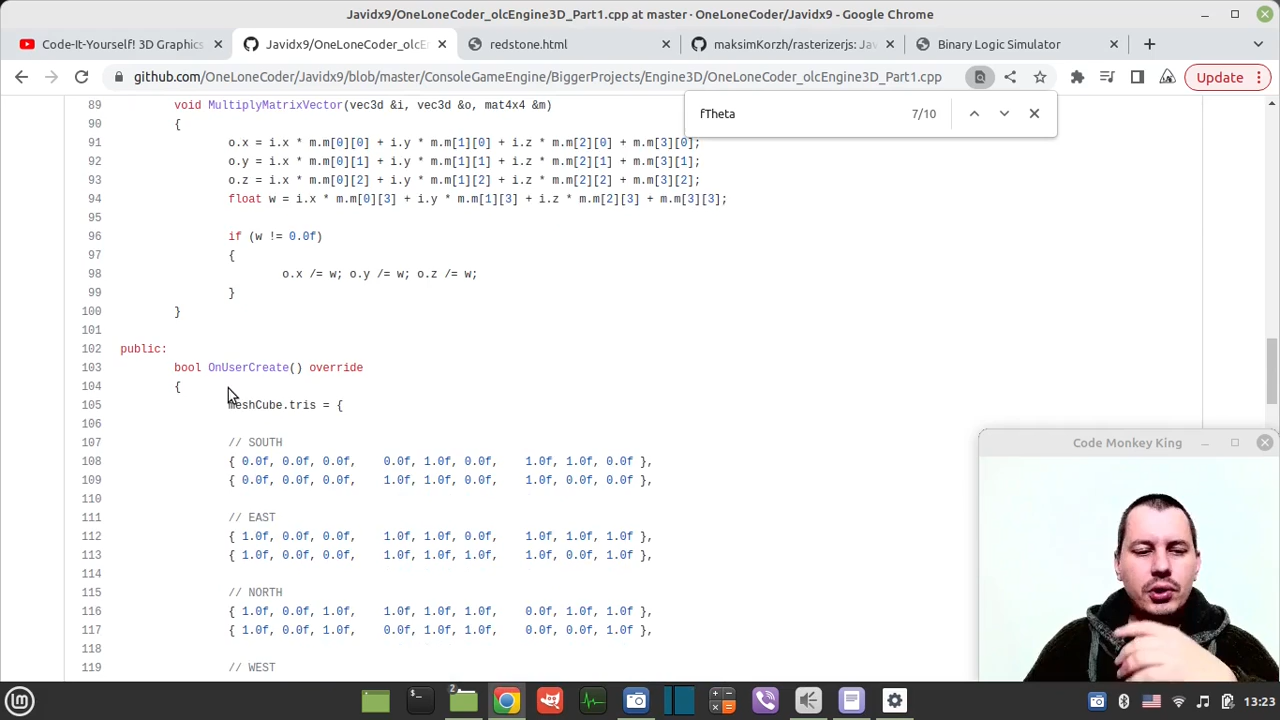 Javidx9/OneLoneCoder_olcEngine3D_Part1.cpp at master · OneLoneCoder/Javidx9 - Google Chrome
Code-It-Yourself! 3D Graphics
Javidx9/OneLoneCoder_olcE
redstone.html
maksimKorzh/rasterizerjs: Jav
Binary Logic Simulator
github.com/OneLoneCoder/Javidx9/blob/master/ConsoleGameEngine/BiggerProjects/Engine3D/OneLoneCoder_olcEngine3D_Part1.cpp
Update
fTheta 7/10
89 void MultiplyMatrixVector(vec3d &i, vec3d &o, mat4x4 &m)
90 {
91 o.x = i.x * m.m[0][0] + i.y * m.m[1][0] + i.z * m.m[2][0] + m.m[3][0];
92 o.y = i.x * m.m[0][1] + i.y * m.m[1][1] + i.z * m.m[2][1] + m.m[3][1];
93 o.z = i.x * m.m[0][2] + i.y * m.m[1][2] + i.z * m.m[2][2] + m.m[3][2];
94 float w = i.x * m.m[0][3] + i.y * m.m[1][3] + i.z * m.m[2][3] + m.m[3][3];
95
96 if (w != 0.0f)
97 {
98 o.x /= w; o.y /= w; o.z /= w;
99 }
100 }
101
102 public:
103 bool OnUserCreate() override
104 {
105 meshCube.tris = {
106
107 // SOUTH
108 { 0.0f, 0.0f, 0.0f, 0.0f, 1.0f, 0.0f, 1.0f, 1.0f, 0.0f },
109 { 0.0f, 0.0f, 0.0f, 1.0f, 1.0f, 0.0f, 1.0f, 0.0f, 0.0f },
110
111 // EAST
112 { 1.0f, 0.0f, 0.0f, 1.0f, 1.0f, 0.0f, 1.0f, 1.0f, 1.0f },
113 { 1.0f, 0.0f, 0.0f, 1.0f, 1.0f, 1.0f, 1.0f, 0.0f, 1.0f },
114
115 // NORTH
116 { 1.0f, 0.0f, 1.0f, 1.0f, 1.0f, 1.0f, 0.0f, 1.0f, 1.0f },
117 { 1.0f, 0.0f, 1.0f, 0.0f, 1.0f, 1.0f, 0.0f, 0.0f, 1.0f },
118
119 // WEST
Code Monkey King
2
13:23